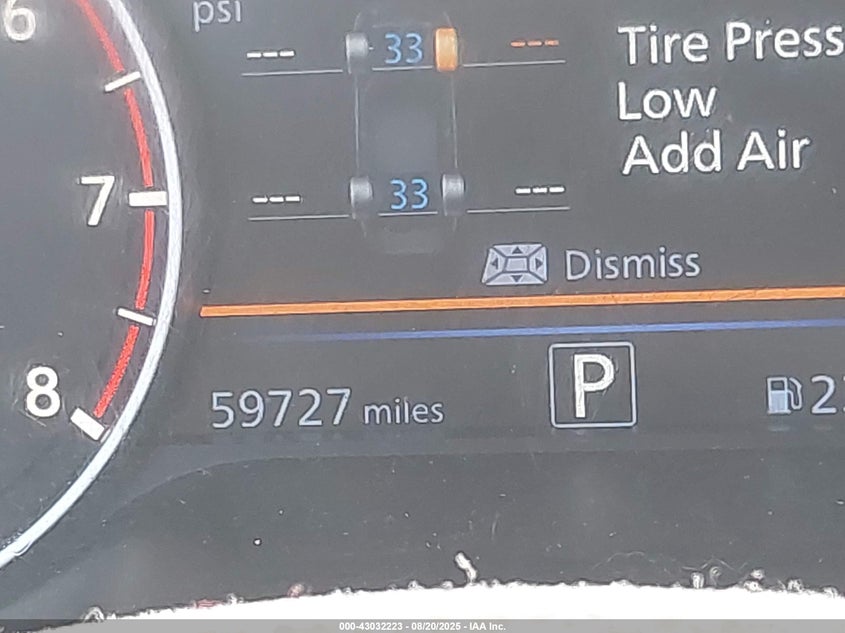 6
psi
--- 33 ---
Tire Press
Low
Add Air
7
--- 33 ---
Dismiss
8
59727 miles
P
2
000-43032223 - 08/20/2025 - IAA Inc.